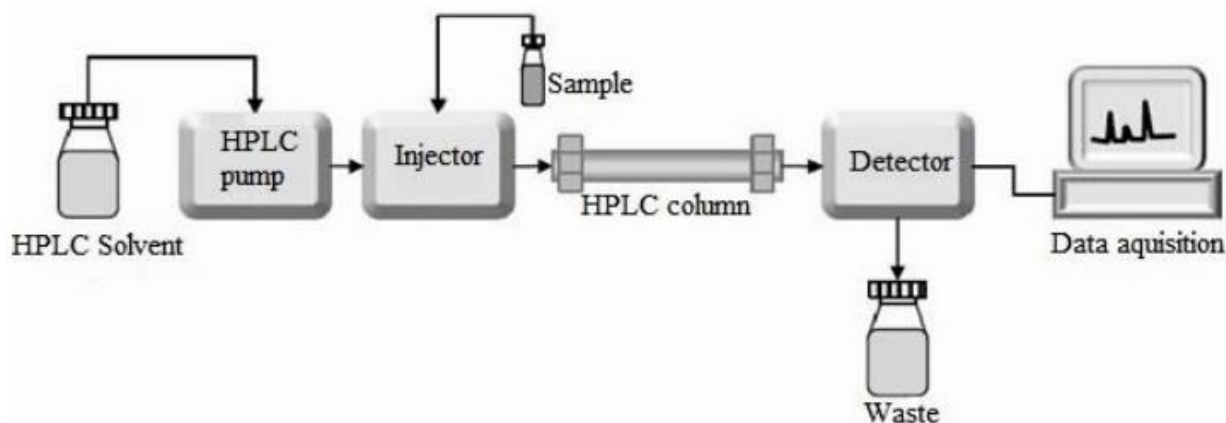 Sample
HPLC
pump
Injector
Detector
HPLC column
HPLC Solvent
Data aquisition
Waste